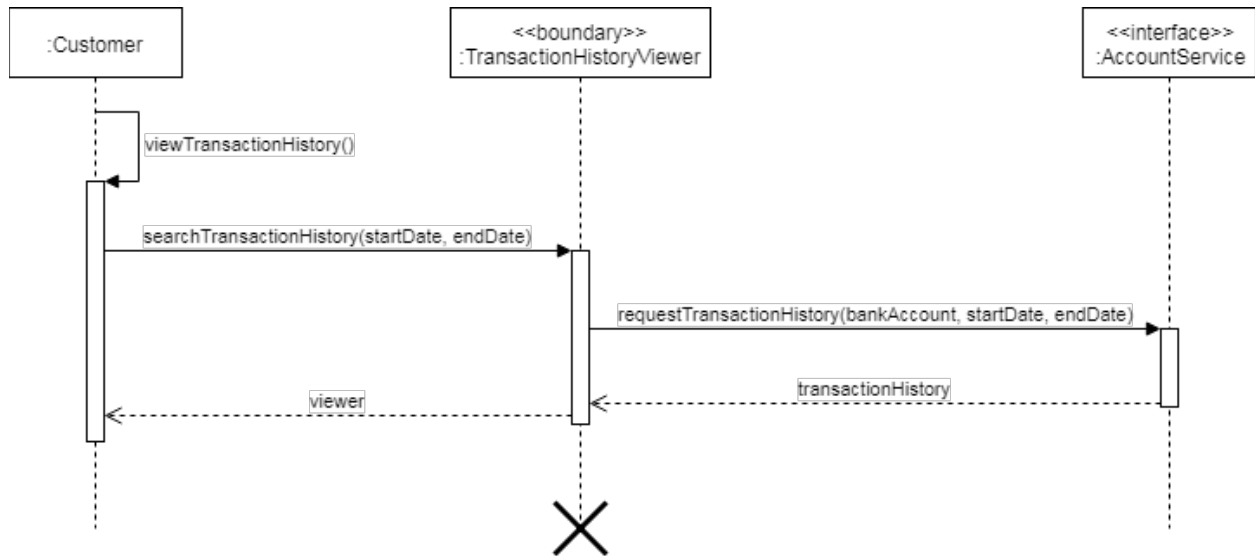 :Customer
<<boundary>>
:TransactionHistoryViewer
<<interface>>
:AccountService
viewTransactionHistory()
searchTransactionHistory(startDate, endDate)
requestTransactionHistory(bankAccount, startDate, endDate)
transactionHistory
viewer